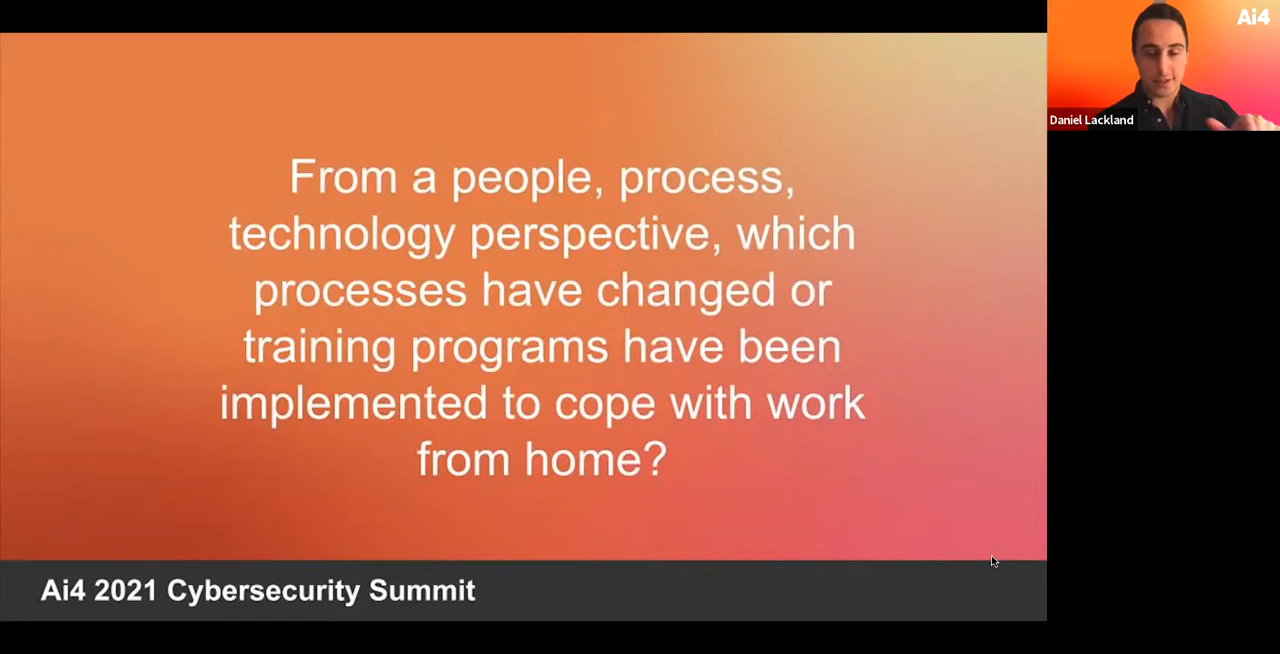 From a people, process,
technology perspective, which
processes have changed or
training programs have been
implemented to cope with work
from home?
Ai4 2021 Cybersecurity Summit
Ai4
Daniel Lackland